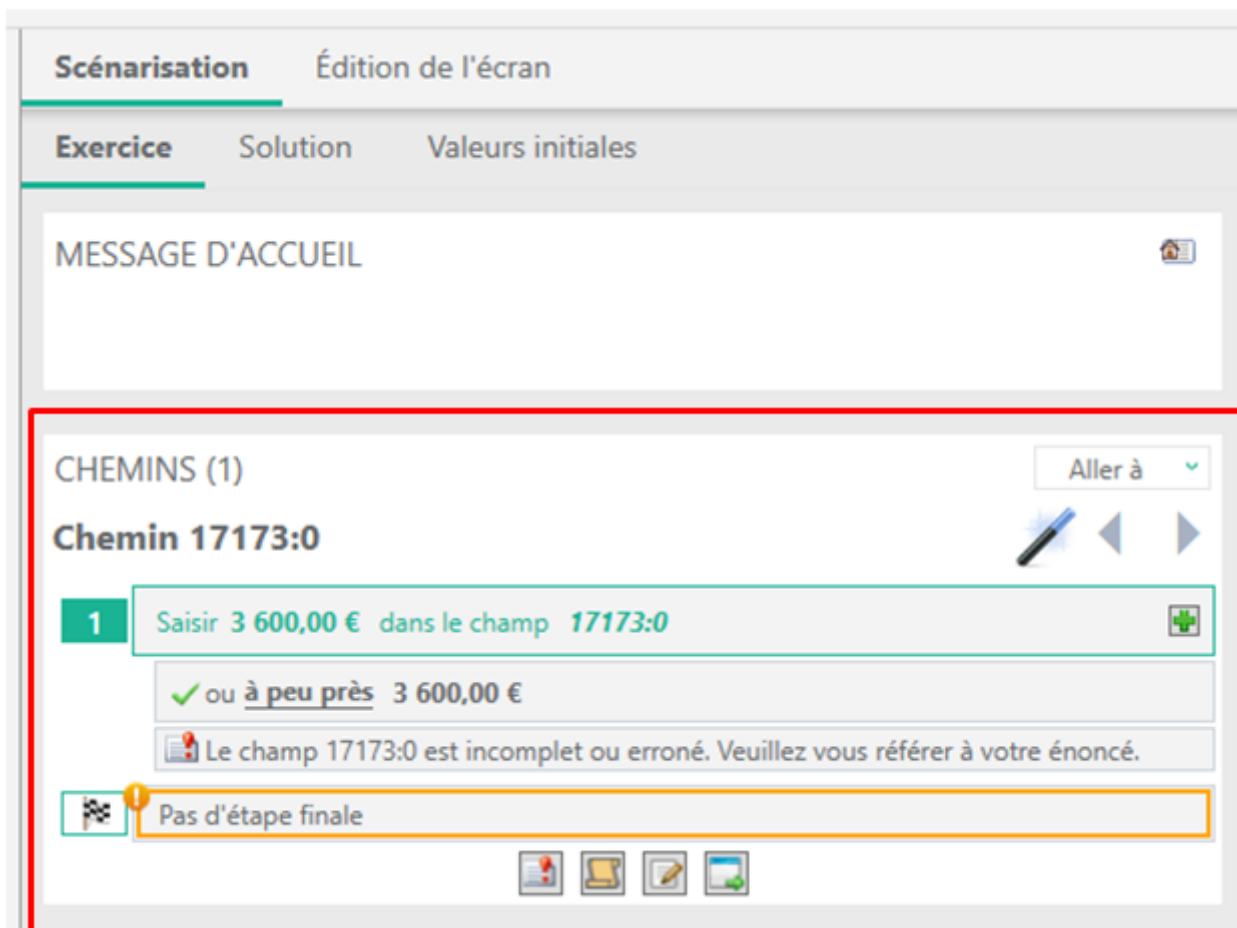 Scénarisation Édition de l'écran
Exercice Solution Valeurs initiales
MESSAGE D'ACCUEIL
CHEMINS (1)
Aller à
Chemin 17173:0
1 Saisir 3 600,00 € dans le champ 17173:0
ou à peu près 3 600,00 €
Le champ 17173:0 est incomplet ou erroné. Veuillez vous référer à votre énoncé.
Pas d'étape finale